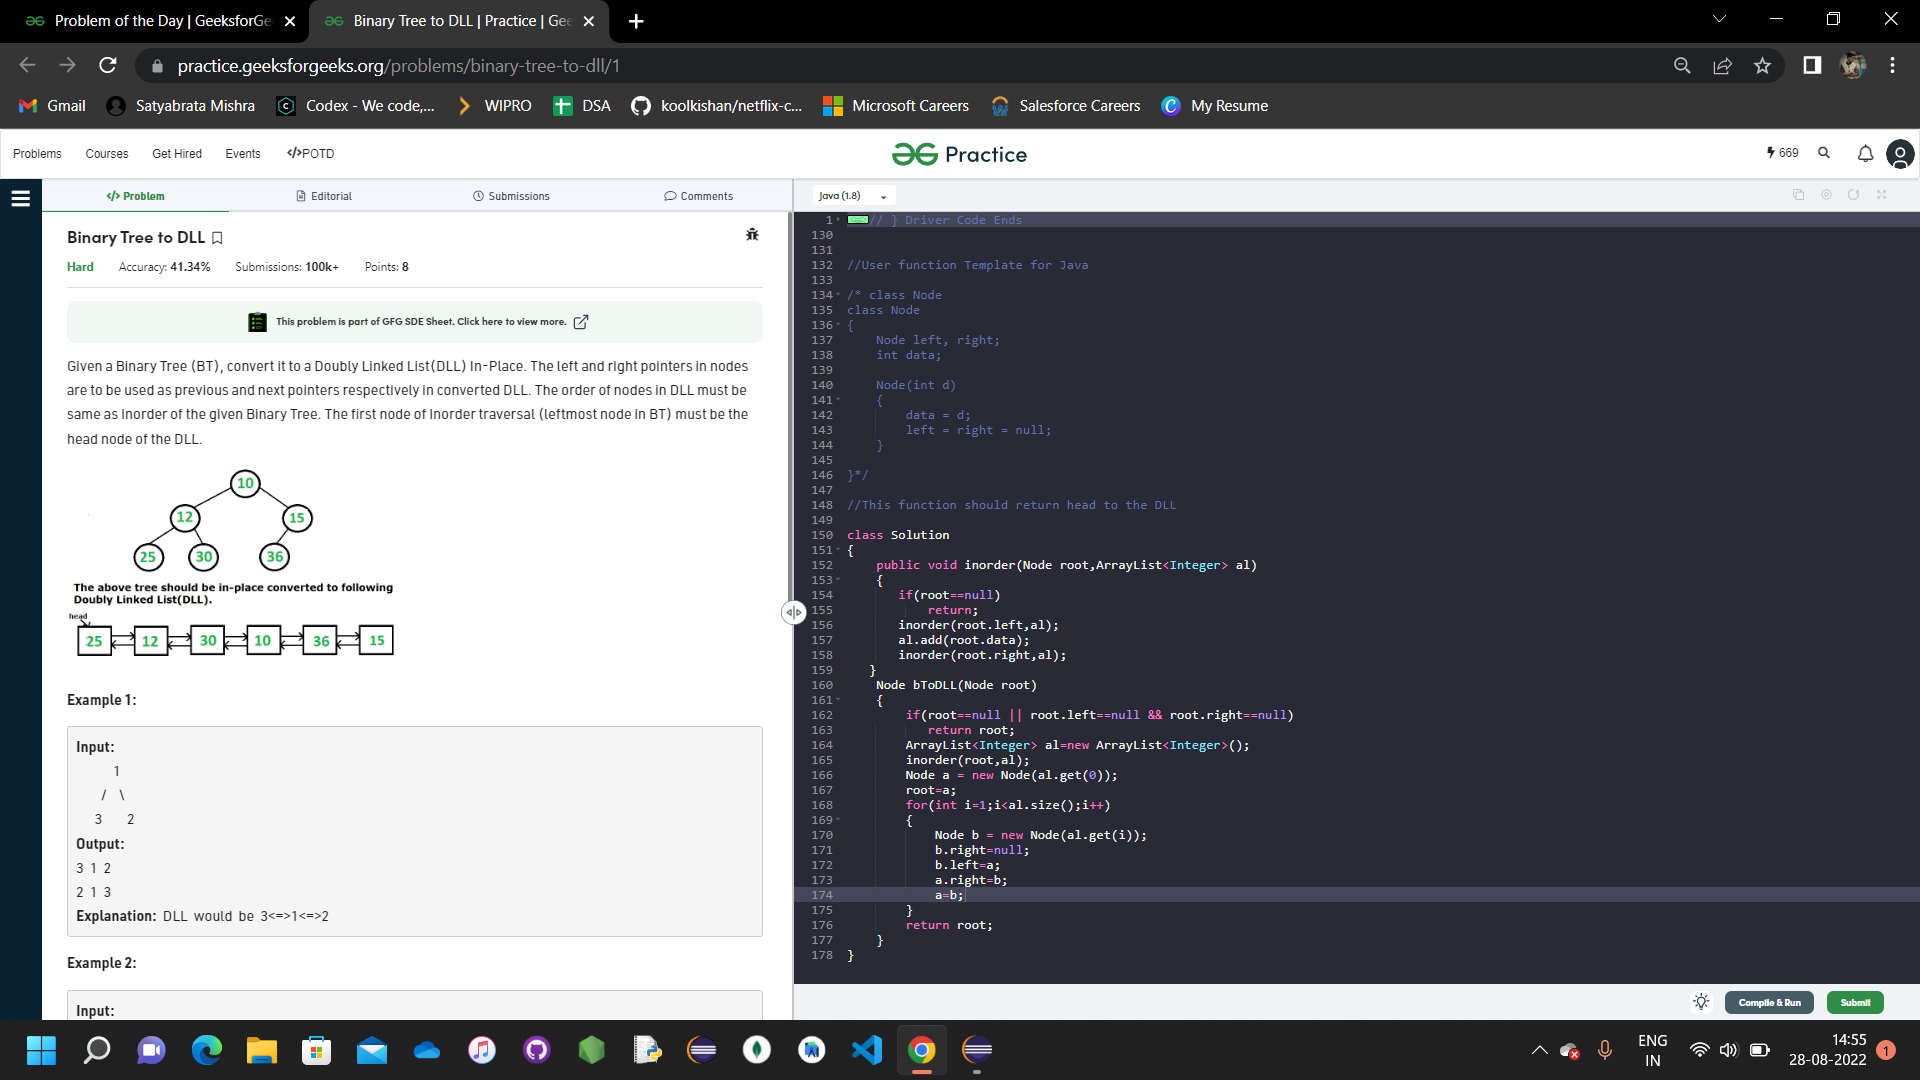 Problem of the Day | GeeksforGe
Binary Tree to DLL | Practice | Gee
practice.geeksforgeeks.org/problems/binary-tree-to-dll/1
Gmail
Satyabrata Mishra
Codex - We code,...
WIPRO
DSA
koolkishan/netflix-c...
Microsoft Careers
Salesforce Careers
My Resume
Problems
Courses
Get Hired
Events
</>POTD
Practice
669
</> Problem
Editorial
Submissions
Comments
Java (1.8)
Binary Tree to DLL
Hard Accuracy: 41.34% Submissions: 100k+ Points: 8
This problem is part of GFG SDE Sheet. Click here to view more.
Given a Binary Tree (BT), convert it to a Doubly Linked List(DLL) In-Place. The left and right pointers in nodes
are to be used as previous and next pointers respectively in converted DLL. The order of nodes in DLL must be
same as Inorder of the given Binary Tree. The first node of Inorder traversal (leftmost node in BT) must be the
head node of the DLL.
10
12 15
25 30 36
The above tree should be in-place converted to following
Doubly Linked List(DLL).
head
25 12 30 10 36 15
Example 1:
Input:
1
/ \
3 2
Output:
3 1 2
2 1 3
Explanation: DLL would be 3<=>1<=>2
Example 2:
Input:
1 // } Driver Code Ends
130
131
132 //User function Template for Java
133
134 /* class Node
135 class Node
136 {
137 Node left, right;
138 int data;
139
140 Node(int d)
141 {
142 data = d;
143 left = right = null;
144 }
145
146 }*/
147
148 //This function should return head to the DLL
149
150 class Solution
151 {
152 public void inorder(Node root,ArrayList<Integer> al)
153 {
154 if(root==null)
155 return;
156 inorder(root.left,al);
157 al.add(root.data);
158 inorder(root.right,al);
159 }
160 Node bToDLL(Node root)
161 {
162 if(root==null || root.left==null && root.right==null)
163 return root;
164 ArrayList<Integer> al=new ArrayList<Integer>();
165 inorder(root,al);
166 Node a = new Node(al.get(0));
167 root=a;
168 for(int i=1;i<al.size();i++)
169 {
170 Node b = new Node(al.get(i));
171 b.right=null;
172 b.left=a;
173 a.right=b;
174 a=b;
175 }
176 return root;
177 }
178 }
Compile & Run
Submit
ENG
IN
14:55
28-08-2022
1